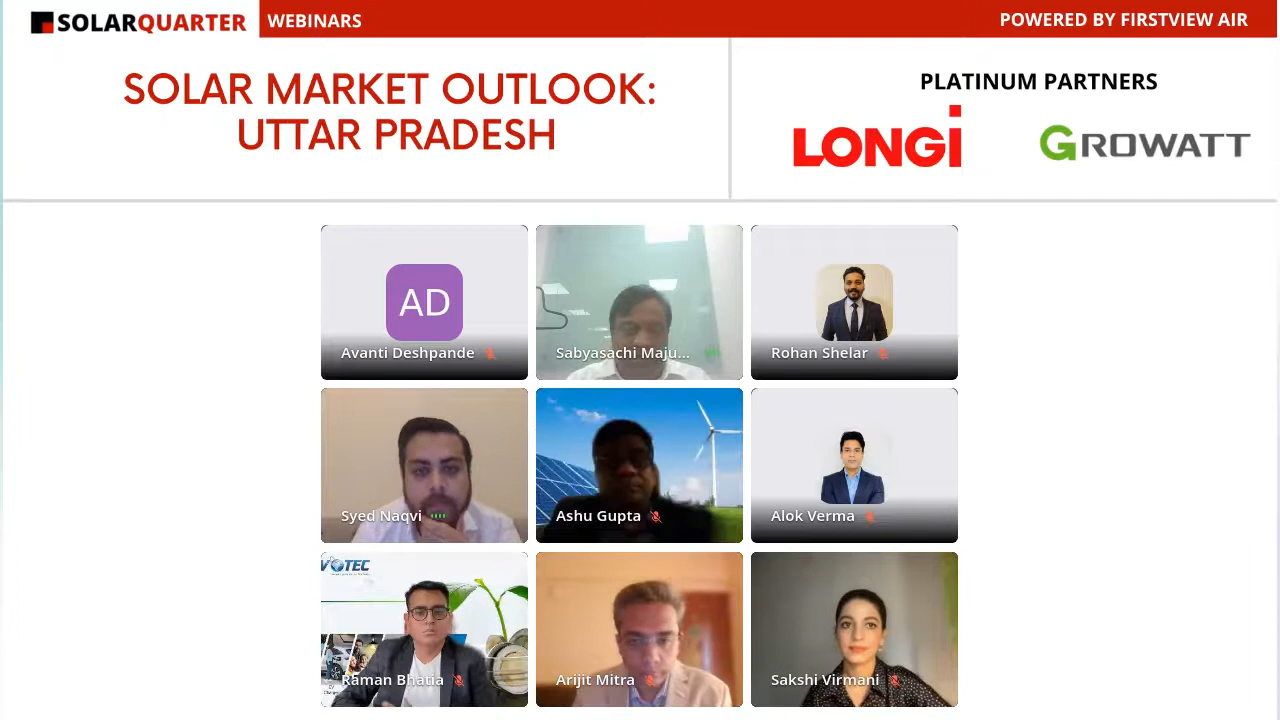 SOLARQUARTER
WEBINARS
POWERED BY FIRSTVIEW AIR
SOLAR MARKET OUTLOOK:
UTTAR PRADESH
PLATINUM PARTNERS
LONGi
GROWATT
AD
Avanti Deshpande
Sabyasachi Maju...
Rohan Shelar
Syed Naqvi
Ashu Gupta
Alok Verma
VOTEC
Raman Bhatia
Arijit Mitra
Sakshi Virmani